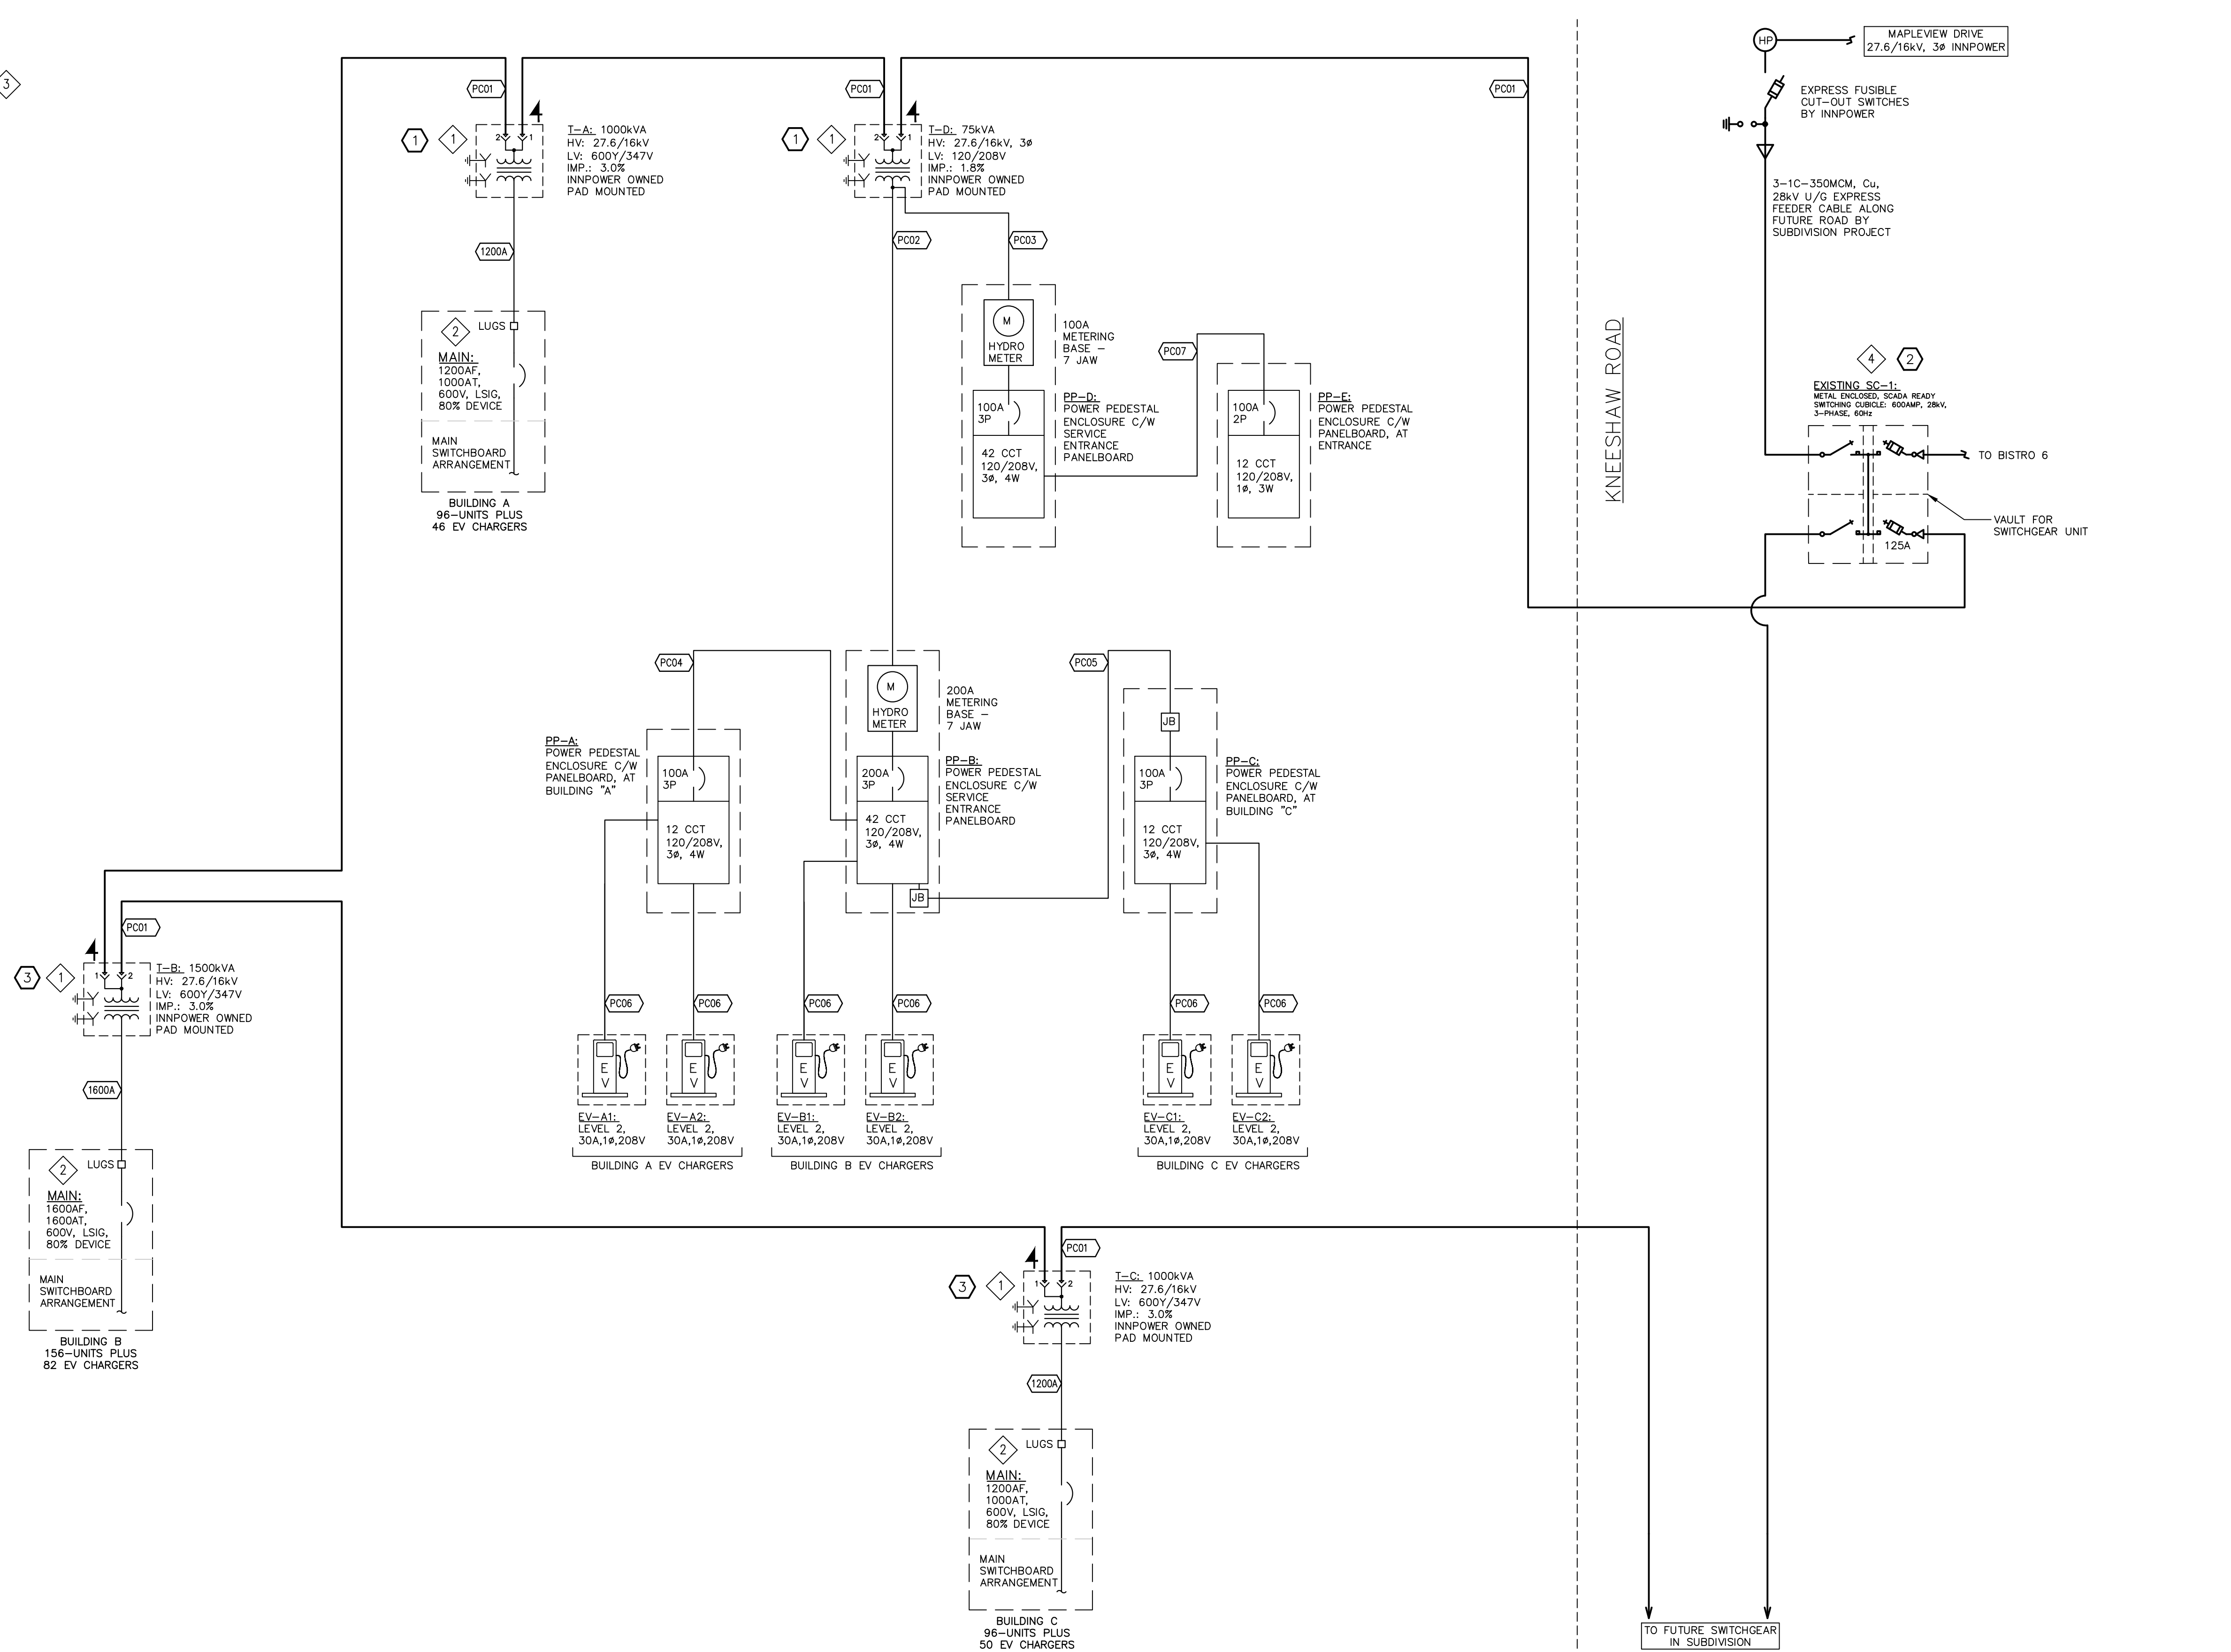 HP
MAPLEVIEW DRIVE
27.6/16kV, 3ø INNPOWER
EXPRESS FUSIBLE
CUT-OUT SWITCHES
BY INNPOWER
3-1C-350MCM, Cu,
28kV U/G EXPRESS
FEEDER CABLE ALONG
FUTURE ROAD BY
SUBDIVISION PROJECT
3
PC01
PC01
PC01
1
1
2
1
T-A: 1000kVA
HV: 27.6/16kV
LV: 600Y/347V
IMP.: 3.0%
INNPOWER OWNED
PAD MOUNTED
1
1
2
1
T-D: 75kVA
HV: 27.6/16kV, 3ø
LV: 120/208V
IMP.: 1.8%
INNPOWER OWNED
PAD MOUNTED
1200A
PC02
PC03
2
LUGS
MAIN:
1200AF,
1000AT,
600V, LSIG,
80% DEVICE
MAIN
SWITCHBOARD
ARRANGEMENT
BUILDING A
96-UNITS PLUS
46 EV CHARGERS
M
HYDRO
METER
100A
METERING
BASE -
7 JAW
PC07
100A
3P
42 CCT
120/208V,
3ø, 4W
PP-D:
POWER PEDESTAL
ENCLOSURE C/W
SERVICE
ENTRANCE
PANELBOARD
100A
2P
12 CCT
120/208V,
1ø, 3W
PP-E:
POWER PEDESTAL
ENCLOSURE C/W
PANELBOARD, AT
ENTRANCE
KNEESHAW ROAD
4
2
EXISTING SC-1:
METAL ENCLOSED, SCADA READY
SWITCHING CUBICLE: 600AMP, 28kV,
3-PHASE, 60Hz
TO BISTRO 6
VAULT FOR
SWITCHGEAR UNIT
125A
PC04
PC05
M
HYDRO
METER
200A
METERING
BASE -
7 JAW
PP-A:
POWER PEDESTAL
ENCLOSURE C/W
PANELBOARD, AT
BUILDING "A"
100A
3P
12 CCT
120/208V,
3ø, 4W
200A
3P
42 CCT
120/208V,
3ø, 4W
JB
PP-B:
POWER PEDESTAL
ENCLOSURE C/W
SERVICE
ENTRANCE
PANELBOARD
JB
100A
3P
12 CCT
120/208V,
3ø, 4W
PP-C:
POWER PEDESTAL
ENCLOSURE C/W
PANELBOARD, AT
BUILDING "C"
PC01
3
1
1
2
T-B: 1500kVA
HV: 27.6/16kV
LV: 600Y/347V
IMP.: 3.0%
INNPOWER OWNED
PAD MOUNTED
PC06
PC06
PC06
PC06
PC06
PC06
E
V
E
V
E
V
E
V
E
V
E
V
EV-A1:
LEVEL 2,
30A,1ø,208V
EV-A2:
LEVEL 2,
30A,1ø,208V
EV-B1:
LEVEL 2,
30A,1ø,208V
EV-B2:
LEVEL 2,
30A,1ø,208V
EV-C1:
LEVEL 2,
30A,1ø,208V
EV-C2:
LEVEL 2,
30A,1ø,208V
BUILDING A EV CHARGERS
BUILDING B EV CHARGERS
BUILDING C EV CHARGERS
1600A
2
LUGS
MAIN:
1600AF,
1600AT,
600V, LSIG,
80% DEVICE
MAIN
SWITCHBOARD
ARRANGEMENT
BUILDING B
156-UNITS PLUS
82 EV CHARGERS
PC01
3
1
1
2
T-C: 1000kVA
HV: 27.6/16kV
LV: 600Y/347V
IMP.: 3.0%
INNPOWER OWNED
PAD MOUNTED
1200A
2
LUGS
MAIN:
1200AF,
1000AT,
600V, LSIG,
80% DEVICE
MAIN
SWITCHBOARD
ARRANGEMENT
BUILDING C
96-UNITS PLUS
50 EV CHARGERS
TO FUTURE SWITCHGEAR
IN SUBDIVISION